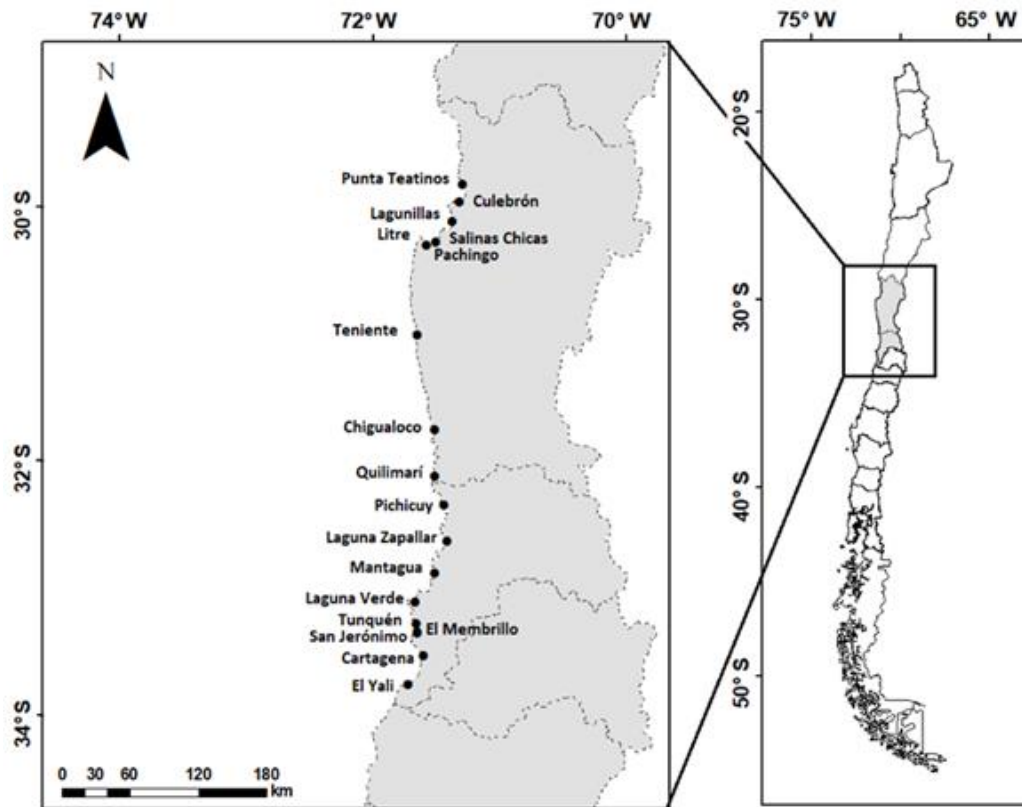 74° W
72° W
70° W
75° W
65° W
N
30° S
32° S
34° S
Punta Teatinos
Culebrón
Lagunillas
Litre
Salinas Chicas
Pachingo
Teniente
Chigualoco
Quilimarí
Pichicuy
Laguna Zapallar
Mantagua
Laguna Verde
Tunquén
El Membrillo
San Jerónimo
Cartagena
El Yali
0 30 60 120 180
km
20° S
30° S
40° S
50° S